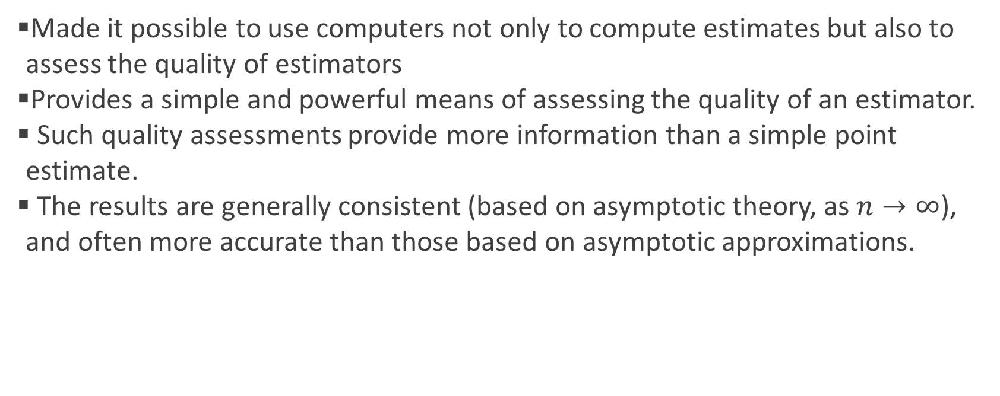 ▪Made it possible to use computers not only to compute estimates but also to
assess the quality of estimators
▪Provides a simple and powerful means of assessing the quality of an estimator.
▪ Such quality assessments provide more information than a simple point
estimate.
▪ The results are generally consistent (based on asymptotic theory, as 𝑛 → ∞),
and often more accurate than those based on asymptotic approximations.